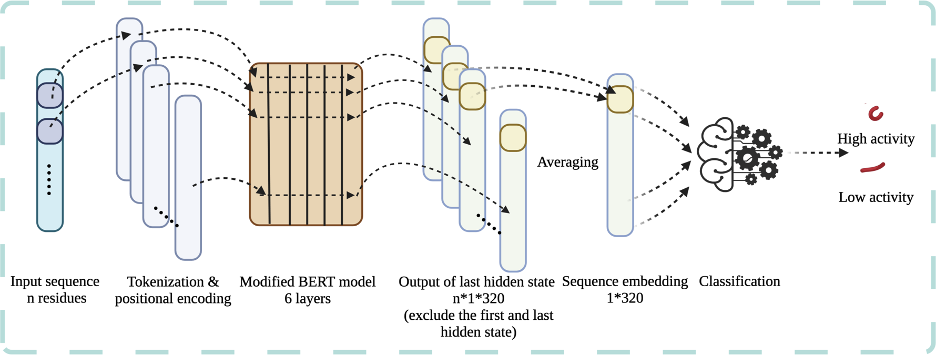 High activity
Averaging
Low activity
Input sequence
n residues
Tokenization &
positional encoding
Modified BERT model
6 layers
Output of last hidden state
n*1*320
(exclude the first and last
hidden state)
Sequence embedding
1*320
Classification